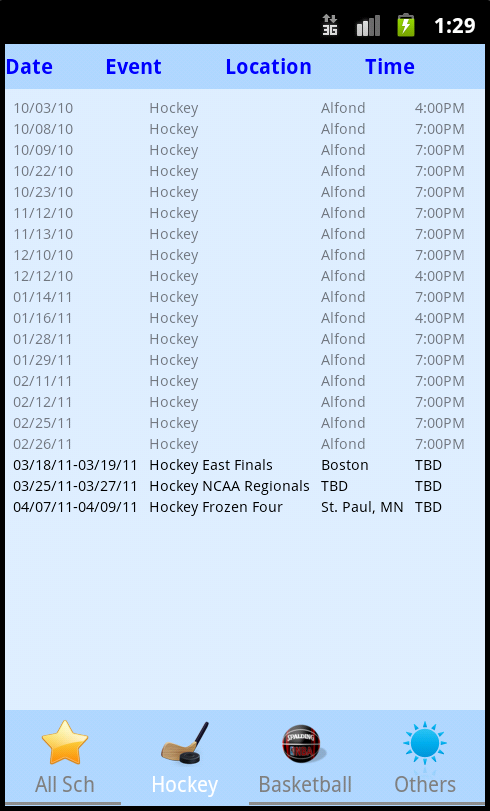 3G 1:29
Date Event Location Time
10/03/10 Hockey Alfond 4:00PM
10/08/10 Hockey Alfond 7:00PM
10/09/10 Hockey Alfond 7:00PM
10/22/10 Hockey Alfond 7:00PM
10/23/10 Hockey Alfond 7:00PM
11/12/10 Hockey Alfond 7:00PM
11/13/10 Hockey Alfond 7:00PM
12/10/10 Hockey Alfond 7:00PM
12/12/10 Hockey Alfond 4:00PM
01/14/11 Hockey Alfond 7:00PM
01/16/11 Hockey Alfond 4:00PM
01/28/11 Hockey Alfond 7:00PM
01/29/11 Hockey Alfond 7:00PM
02/11/11 Hockey Alfond 7:00PM
02/12/11 Hockey Alfond 7:00PM
02/25/11 Hockey Alfond 7:00PM
02/26/11 Hockey Alfond 7:00PM
03/18/11-03/19/11 Hockey East Finals Boston TBD
03/25/11-03/27/11 Hockey NCAA Regionals TBD TBD
04/07/11-04/09/11 Hockey Frozen Four St. Paul, MN TBD
SPALDING
NBA
All Sch Hockey Basketball Others